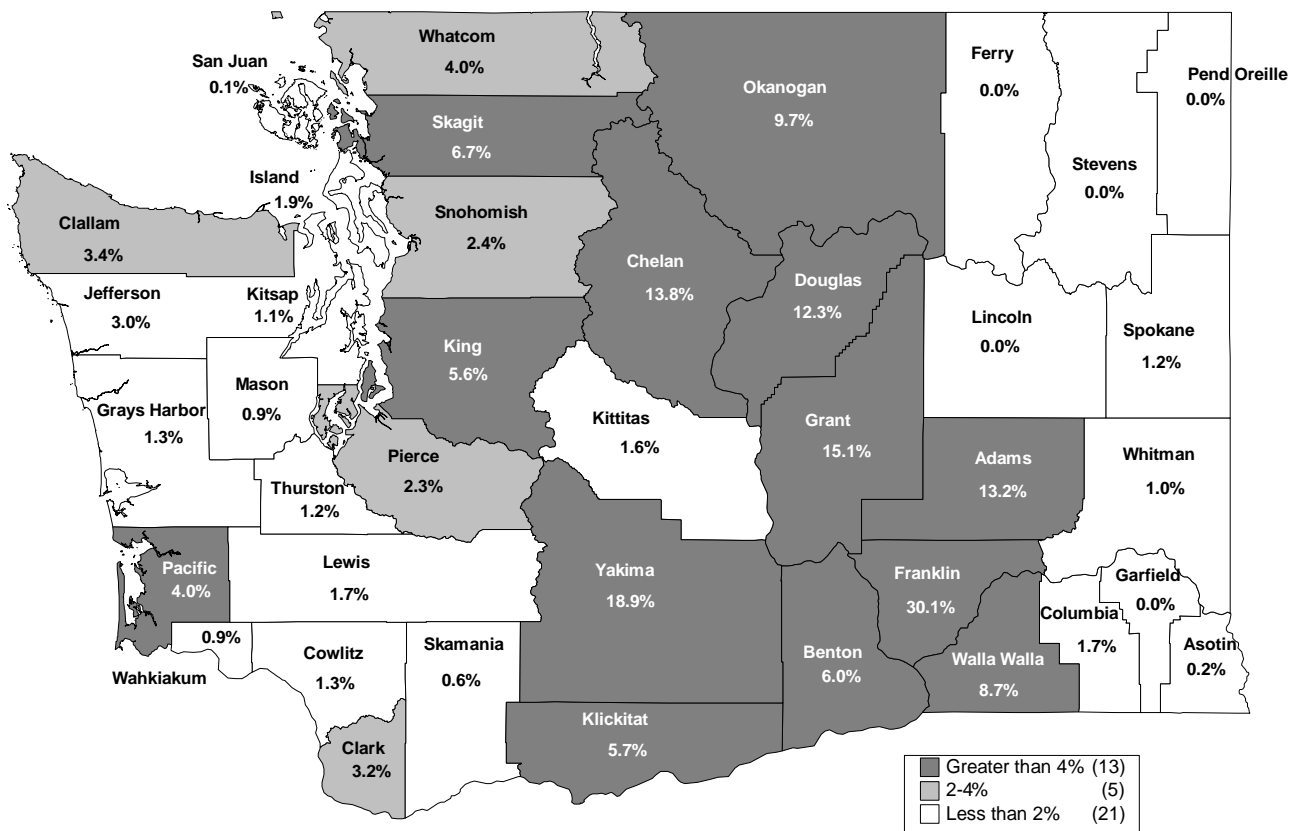 Whatcom
4.0%
San Juan
0.1%
Skagit
6.7%
Okanogan
9.7%
Ferry
0.0%
Pend Oreille
0.0%
Stevens
0.0%
Island
1.9%
Clallam
3.4%
Snohomish
2.4%
Chelan
13.8%
Douglas
12.3%
Jefferson
3.0%
Kitsap
1.1%
King
5.6%
Lincoln
0.0%
Spokane
1.2%
Mason
0.9%
Grays Harbor
1.3%
Kittitas
1.6%
Grant
15.1%
Pierce
2.3%
Adams
13.2%
Whitman
1.0%
Thurston
1.2%
Pacific
4.0%
Lewis
1.7%
Yakima
18.9%
Franklin
30.1%
Garfield
0.0%
Columbia
1.7%
Asotin
0.2%
0.9%
Wahkiakum
Cowlitz
1.3%
Skamania
0.6%
Benton
6.0%
Walla Walla
8.7%
Klickitat
5.7%
Clark
3.2%
Greater than 4% (13)
2-4% (5)
Less than 2% (21)